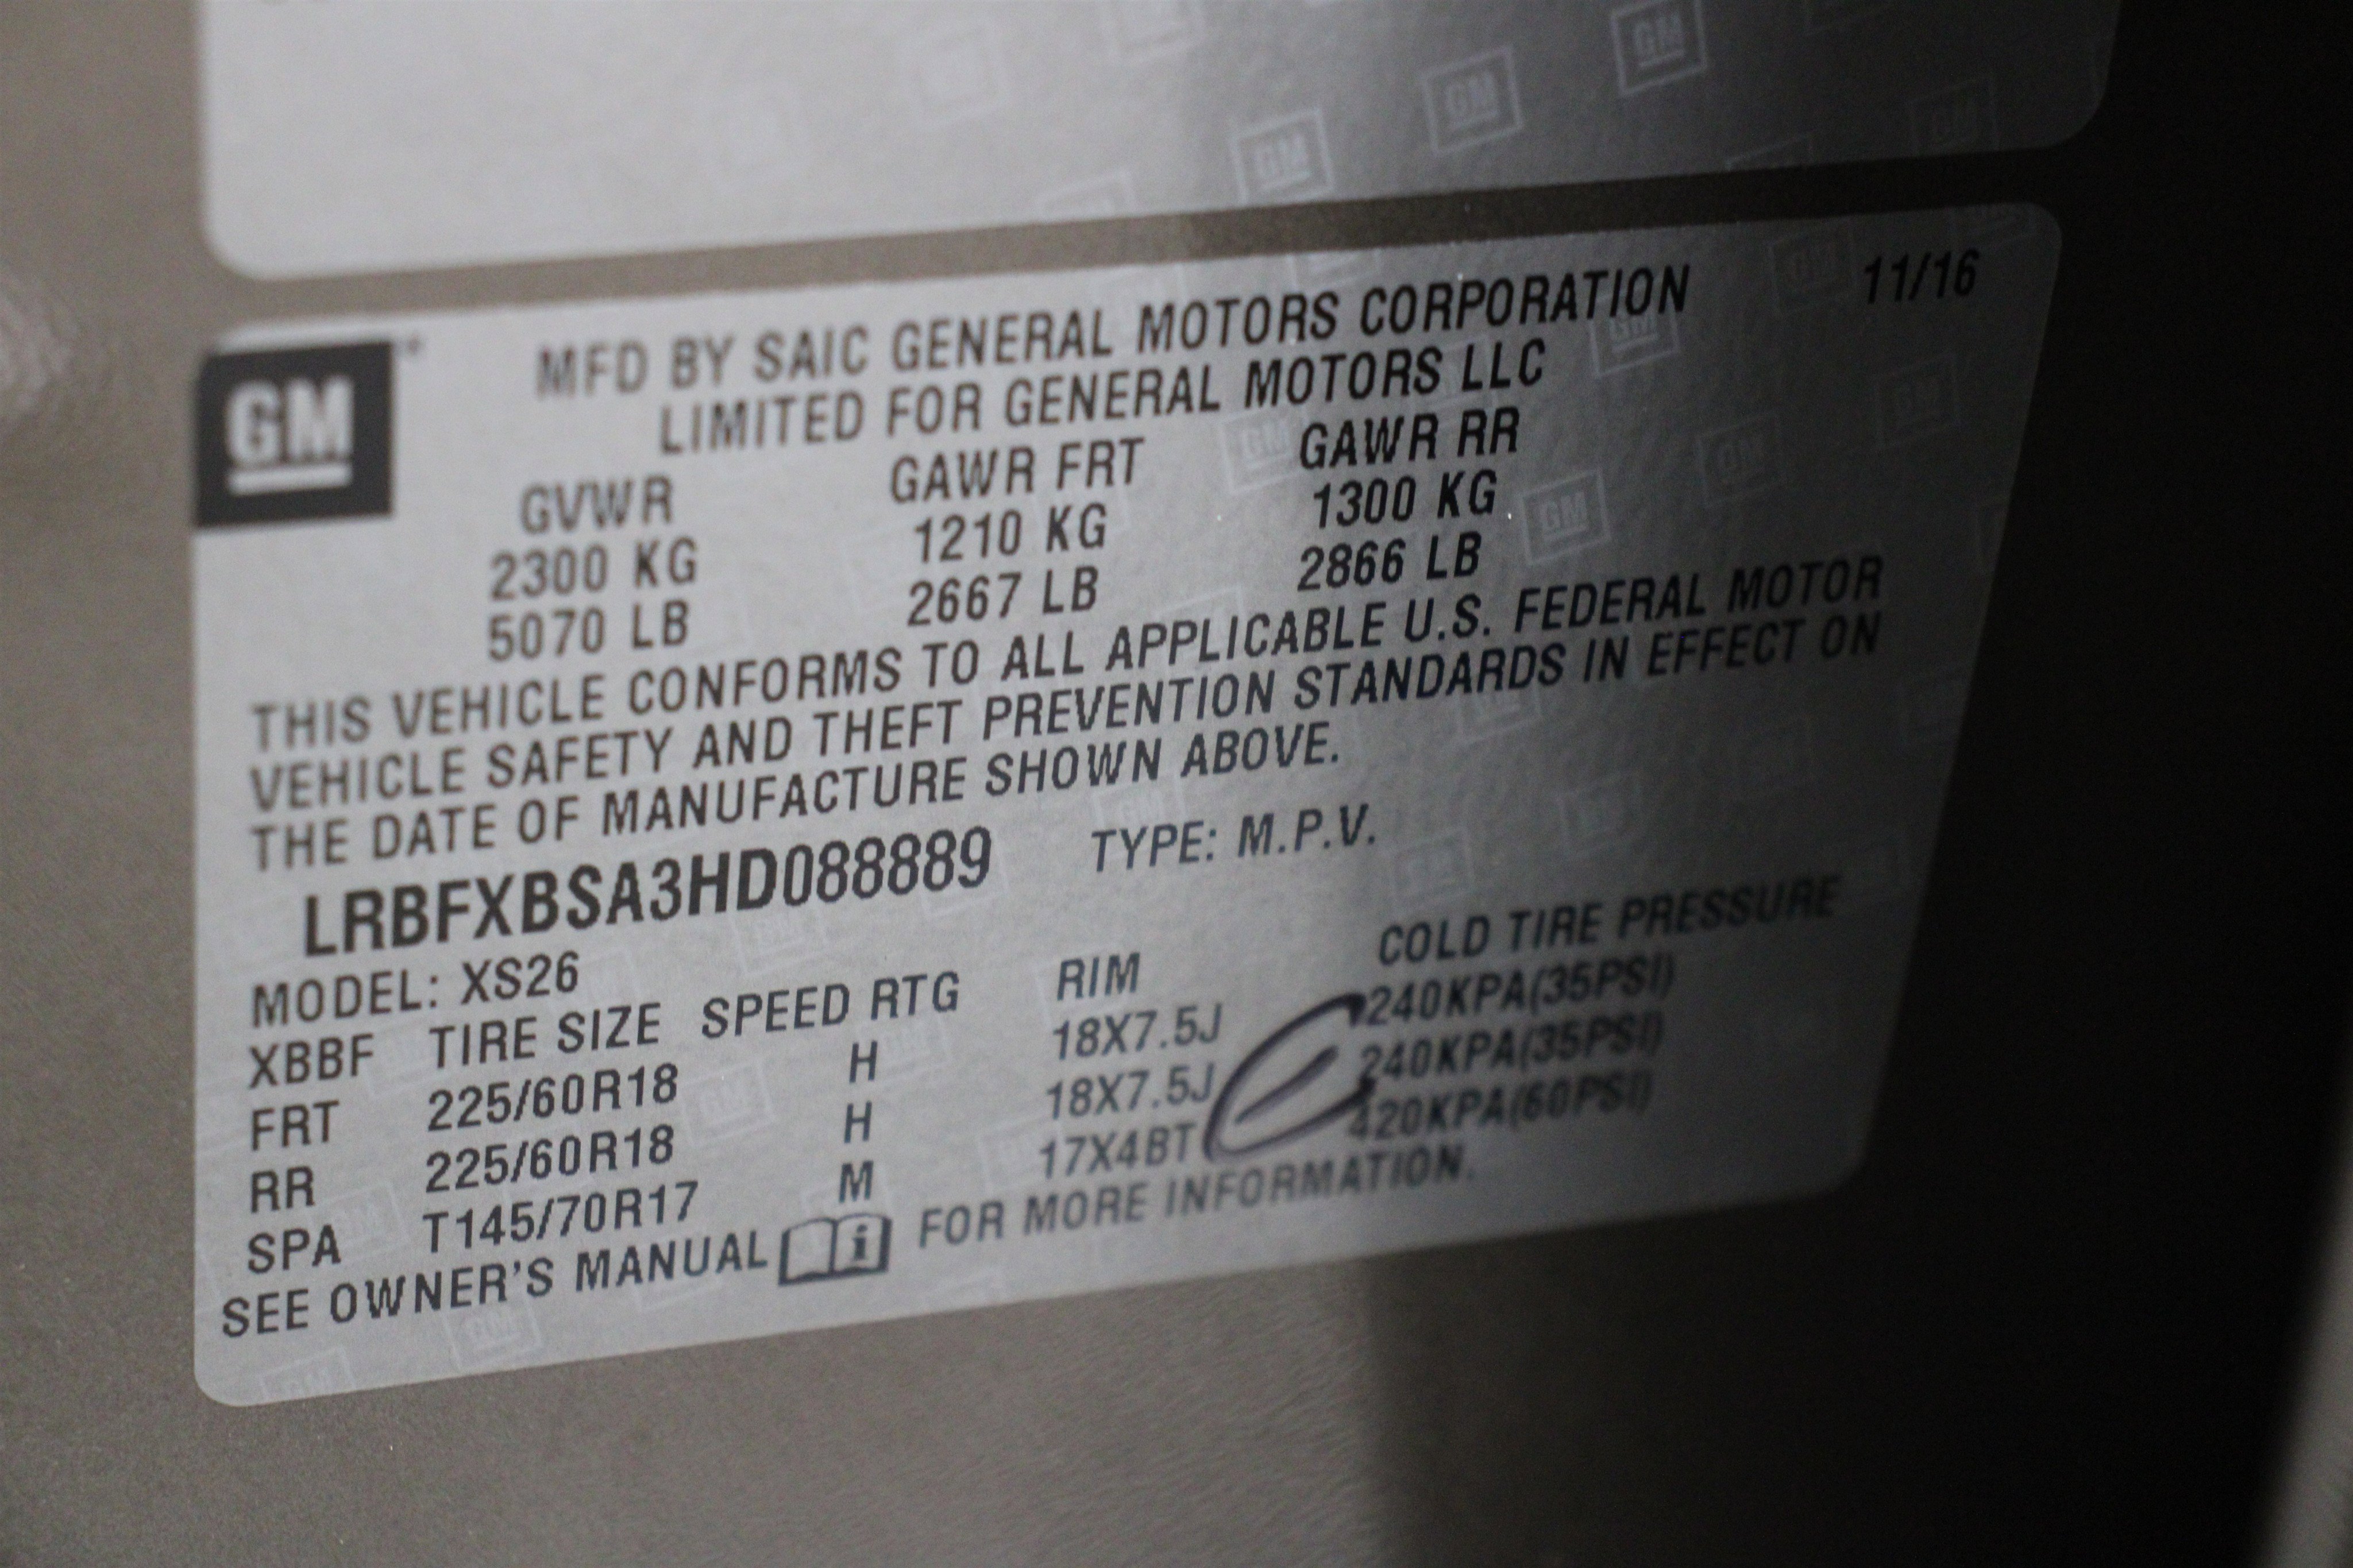 GM
MFD BY SAIC GENERAL MOTORS CORPORATION 11/16
LIMITED FOR GENERAL MOTORS LLC
GVWR GAWR FRT GAWR RR
2300 KG 1210 KG 1300 KG
5070 LB 2667 LB 2866 LB
THIS VEHICLE CONFORMS TO ALL APPLICABLE U.S. FEDERAL MOTOR
VEHICLE SAFETY AND THEFT PREVENTION STANDARDS IN EFFECT ON
THE DATE OF MANUFACTURE SHOWN ABOVE.
LRBFXBSA3HD088889 TYPE: M.P.V.
MODEL: XS26
XBBF TIRE SIZE SPEED RTG RIM COLD TIRE PRESSURE
FRT 225/60R18 H 18X7.5J 240KPA(35PSI)
RR 225/60R18 H 18X7.5J 240KPA(35PSI)
SPA T145/70R17 M 17X4BT 420KPA(60PSI)
SEE OWNER'S MANUAL i FOR MORE INFORMATION.